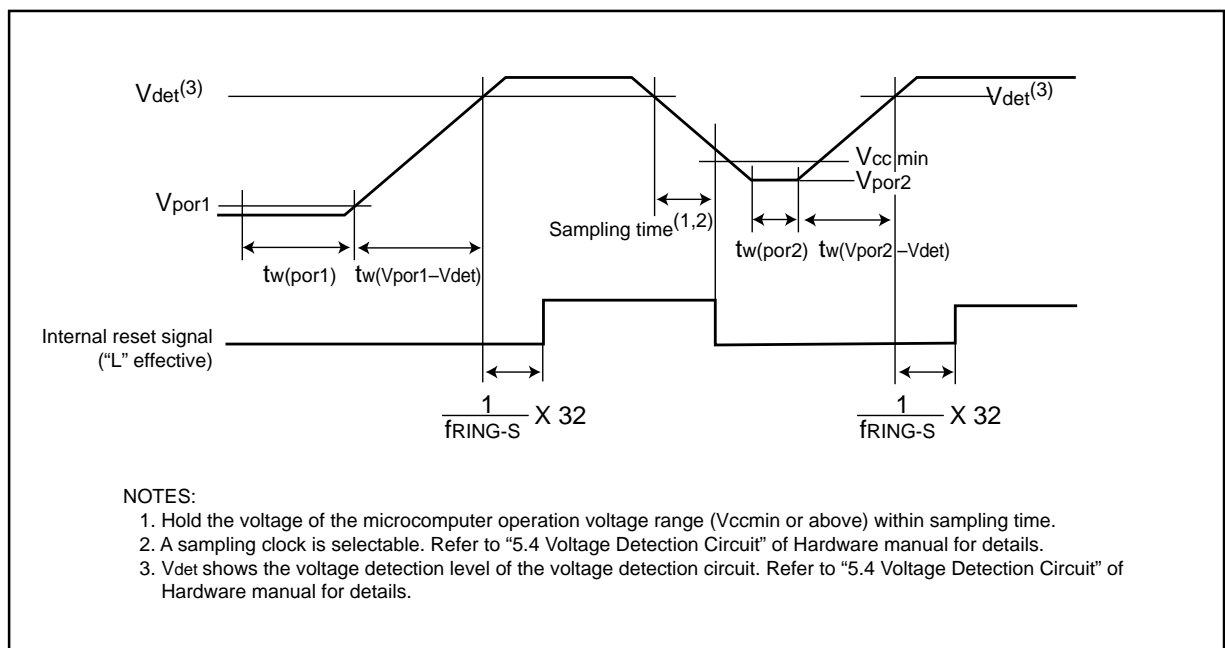 Vdet(3)
Vdet(3)
Vcc min
Vpor2
Vpor1
Sampling time(1,2)
tw(por1)
tw(Vpor1–Vdet)
tw(por2)
tw(Vpor2–Vdet)
Internal reset signal
(“L” effective)
1
fRING-S
X 32
1
fRING-S
X 32
NOTES:
1. Hold the voltage of the microcomputer operation voltage range (Vccmin or above) within sampling time.
2. A sampling clock is selectable. Refer to “5.4 Voltage Detection Circuit” of Hardware manual for details.
3. Vdet shows the voltage detection level of the voltage detection circuit. Refer to “5.4 Voltage Detection Circuit” of
Hardware manual for details.